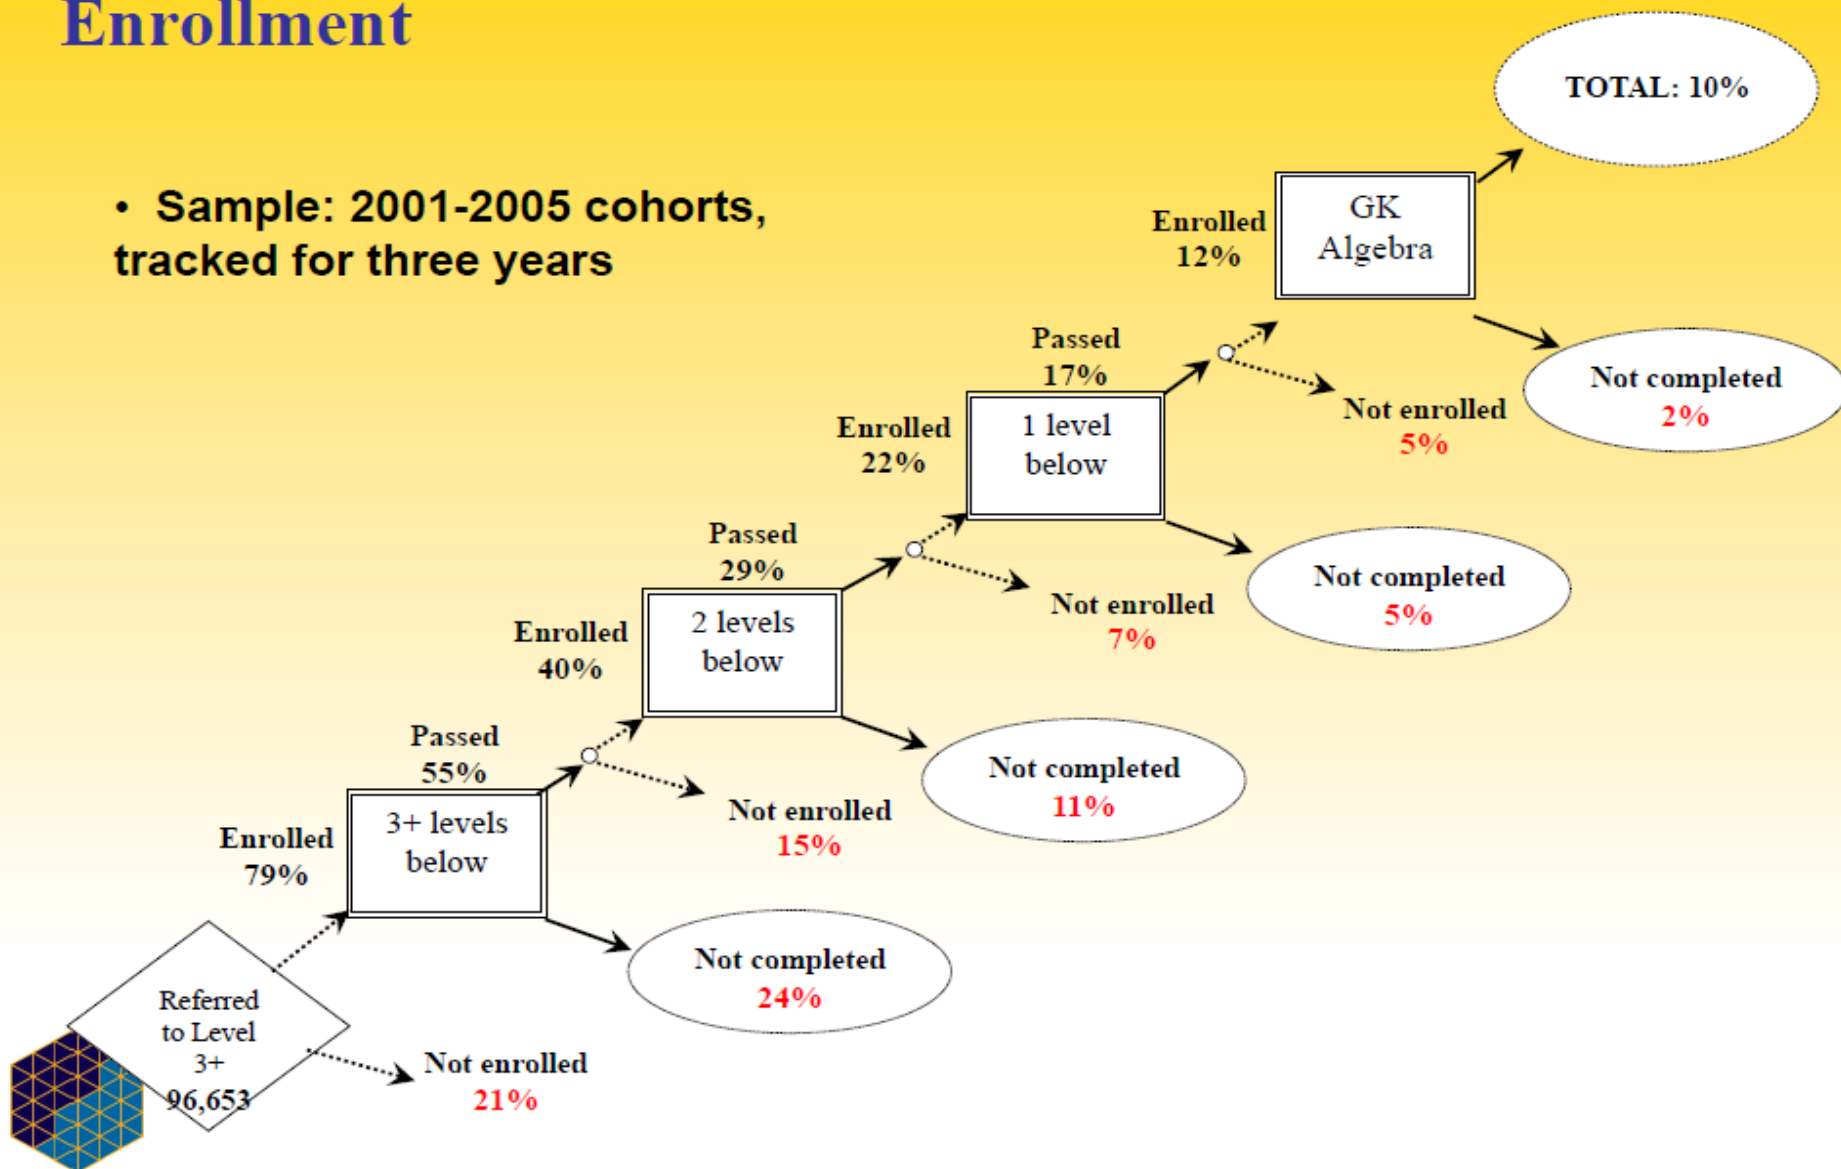 Enrollment
• Sample: 2001-2005 cohorts,
tracked for three years
TOTAL: 10%
GK
Algebra
Enrolled
12%
Not completed
2%
Not enrolled
5%
Passed
17%
1 level
below
Enrolled
22%
Not completed
5%
Not enrolled
7%
Passed
29%
2 levels
below
Enrolled
40%
Not completed
11%
Not enrolled
15%
Passed
55%
3+ levels
below
Enrolled
79%
Not completed
24%
Referred
to Level
3+
96,653
Not enrolled
21%